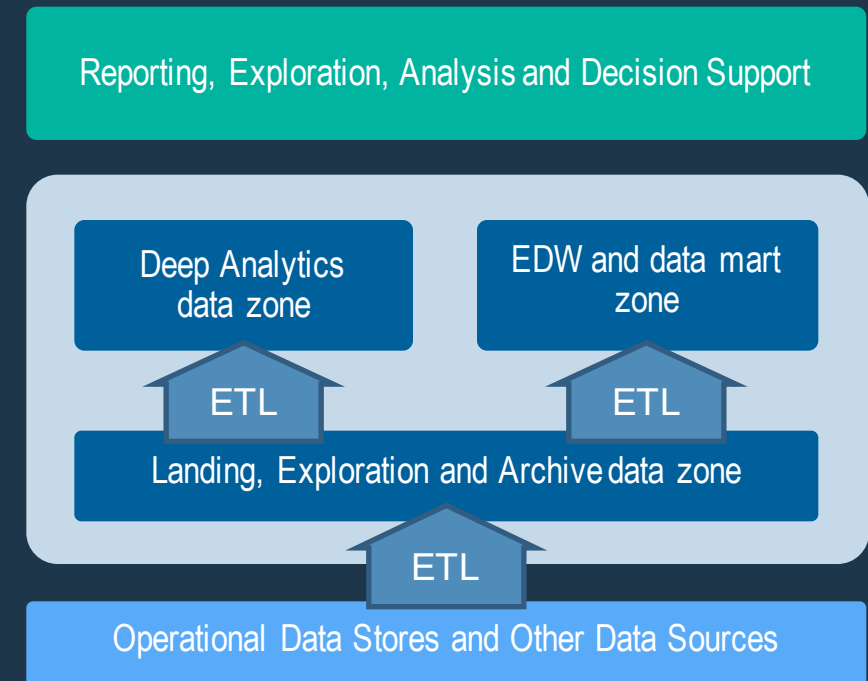 Reporting, Exploration, Analysis and Decision Support
Deep Analytics
data zone
EDW and data mart
zone
ETL
ETL
Landing, Exploration and Archive data zone
ETL
Operational Data Stores and Other Data Sources